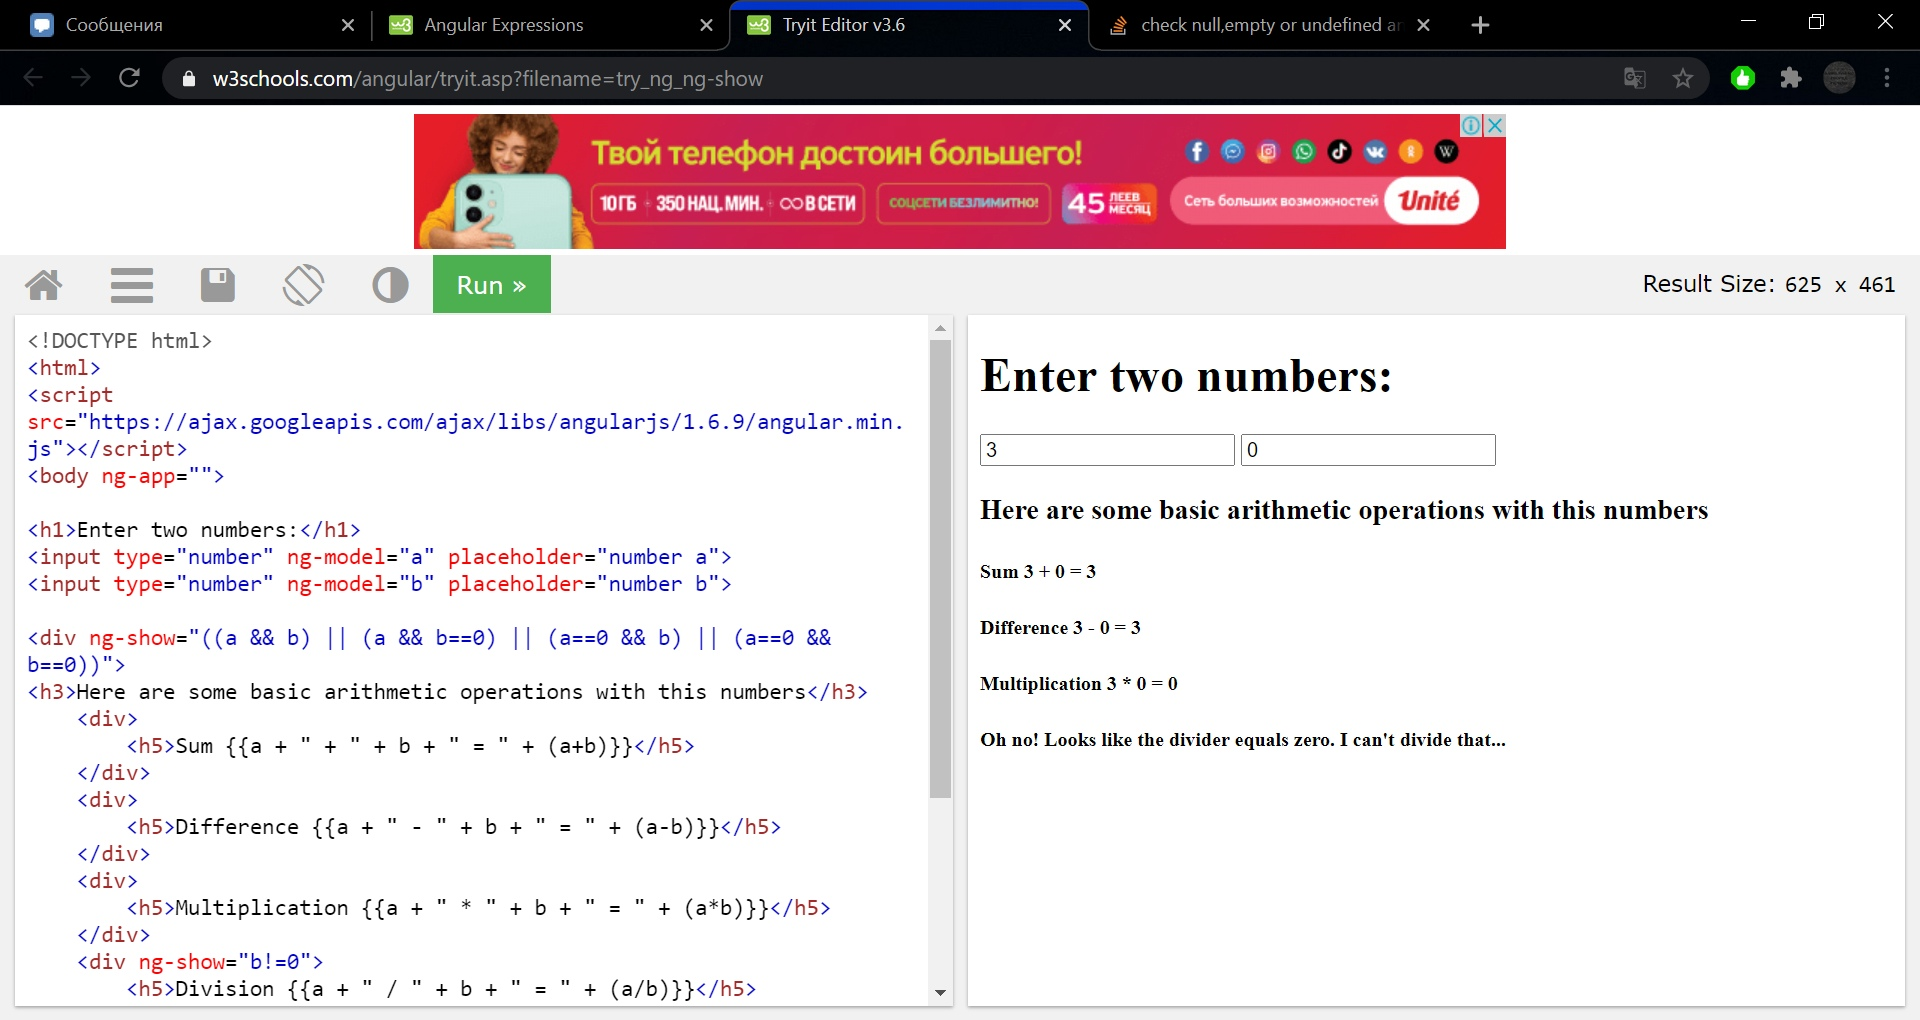 Сообщения
Angular Expressions
Tryit Editor v3.6
check null,empty or undefined
w3schools.com/angular/tryit.asp?filename=try_ng_ng-show
Твой телефон достоин большего!
10ГБ · 350 НАЦ. МИН. · ∞ В СЕТИ
СОЦСЕТИ БЕЗЛИМИТНО!
45 ЛЕЕВ МЕСЯЦ
Сеть больших возможностей
Unité
Run »
Result Size: 625 x 461
<!DOCTYPE html>
<html>
<script
src="https://ajax.googleapis.com/ajax/libs/angularjs/1.6.9/angular.min.
js"></script>
<body ng-app="">
<h1>Enter two numbers:</h1>
<input type="number" ng-model="a" placeholder="number a">
<input type="number" ng-model="b" placeholder="number b">
<div ng-show="((a && b) || (a && b==0) || (a==0 && b) || (a==0 &&
b==0))">
<h3>Here are some basic arithmetic operations with this numbers</h3>
<div>
<h5>Sum {{a + " + " + b + " = " + (a+b)}}</h5>
</div>
<div>
<h5>Difference {{a + " - " + b + " = " + (a-b)}}</h5>
</div>
<div>
<h5>Multiplication {{a + " * " + b + " = " + (a*b)}}</h5>
</div>
<div ng-show="b!=0">
<h5>Division {{a + " / " + b + " = " + (a/b)}}</h5>
Enter two numbers:
3
0
Here are some basic arithmetic operations with this numbers
Sum 3 + 0 = 3
Difference 3 - 0 = 3
Multiplication 3 * 0 = 0
Oh no! Looks like the divider equals zero. I can't divide that...